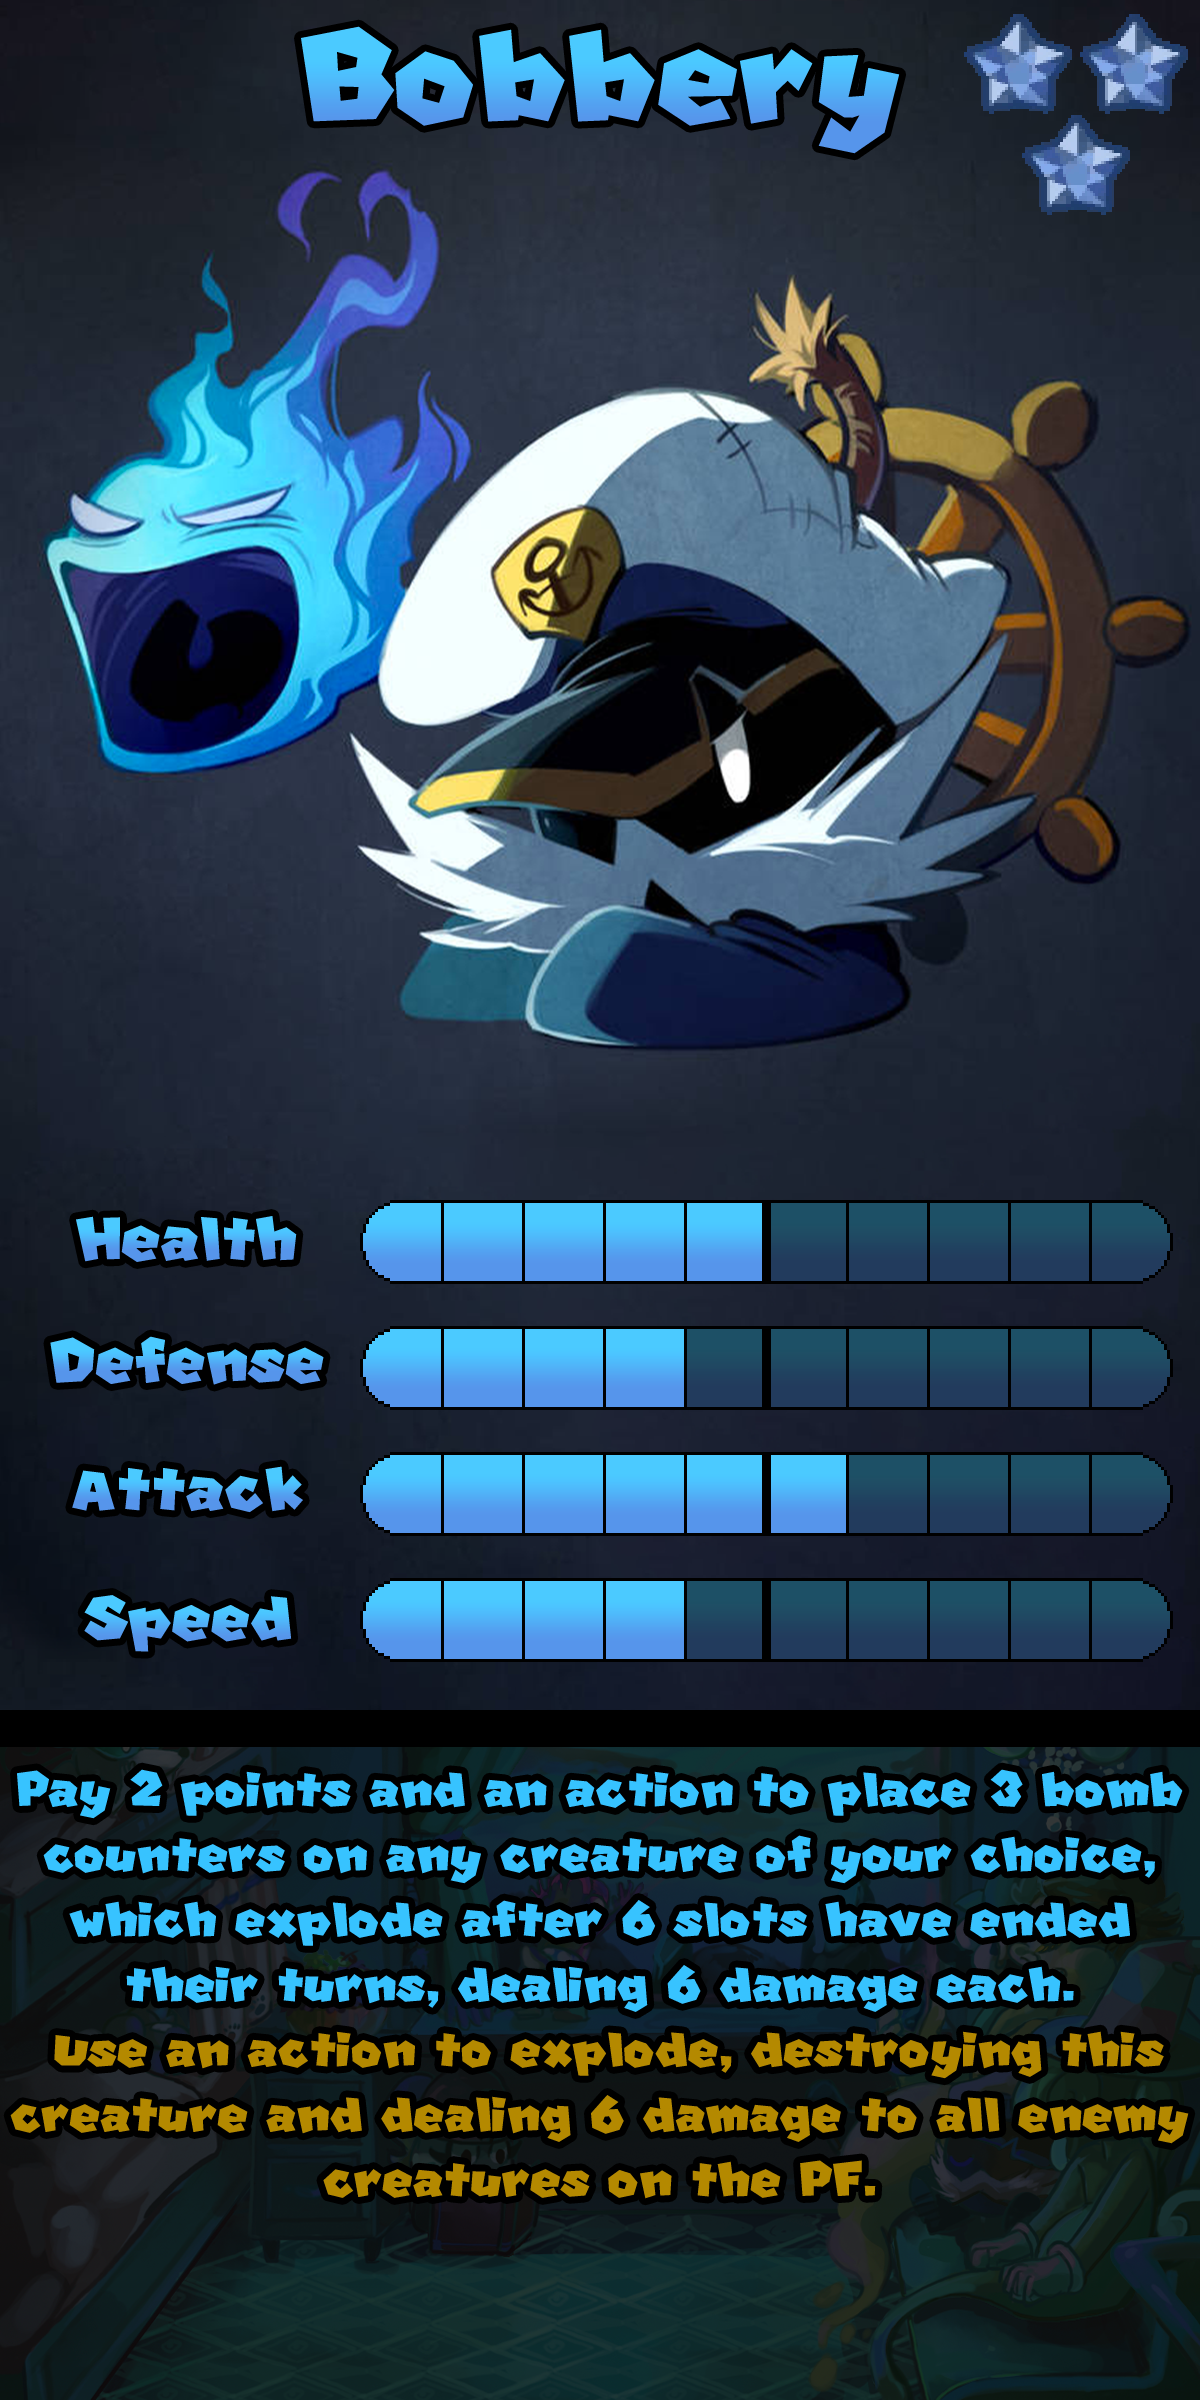 Bobbery
Health
Defense
Attack
Speed
Pay 2 points and an action to place 3 bomb
counters on any creature of your choice,
which explode after 6 slots have ended
their turns, dealing 6 damage each.
Use an action to explode, destroying this
creature and dealing 6 damage to all enemy
creatures on the PF.